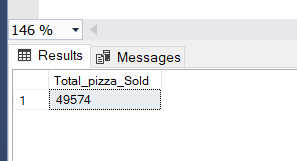 146 %
Results Messages
Total_pizza_Sold
1 49574